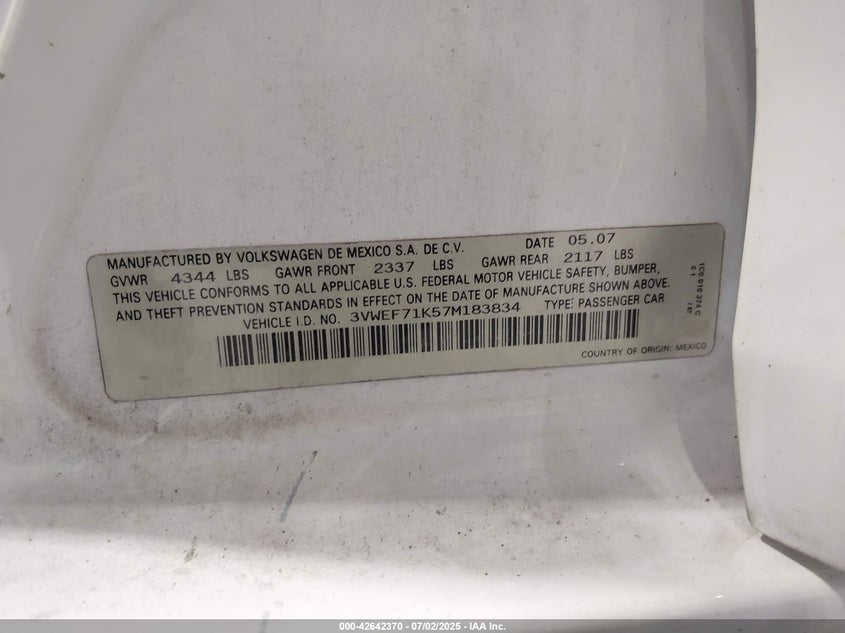 MANUFACTURED BY VOLKSWAGEN DE MEXICO S.A. DE C.V. DATE 05.07
GVWR 4344 LBS GAWR FRONT 2337 LBS GAWR REAR 2117 LBS
THIS VEHICLE CONFORMS TO ALL APPLICABLE U.S. FEDERAL MOTOR VEHICLE SAFETY, BUMPER,
AND THEFT PREVENTION STANDARDS IN EFFECT ON THE DATE OF MANUFACTURE SHOWN ABOVE.
VEHICLE I.D. NO. 3VWEF71K57M183834 TYPE: PASSENGER CAR
COUNTRY OF ORIGIN: MEXICO
1C0 010 374 C
000-42642370 - 07/02/2025 - IAA Inc.